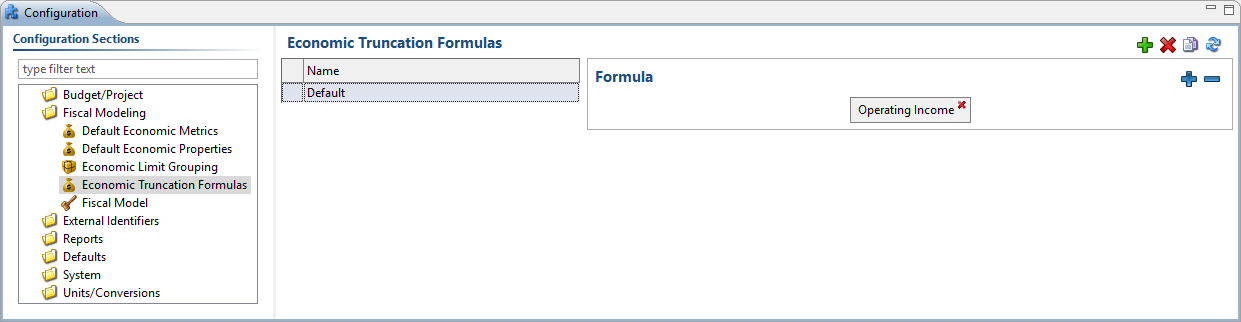 Configuration
Configuration Sections
type filter text
Budget/Project
Fiscal Modeling
Default Economic Metrics
Default Economic Properties
Economic Limit Grouping
Economic Truncation Formulas
Fiscal Model
External Identifiers
Reports
Defaults
System
Units/Conversions
Economic Truncation Formulas
Name
Default
Formula
Operating Income